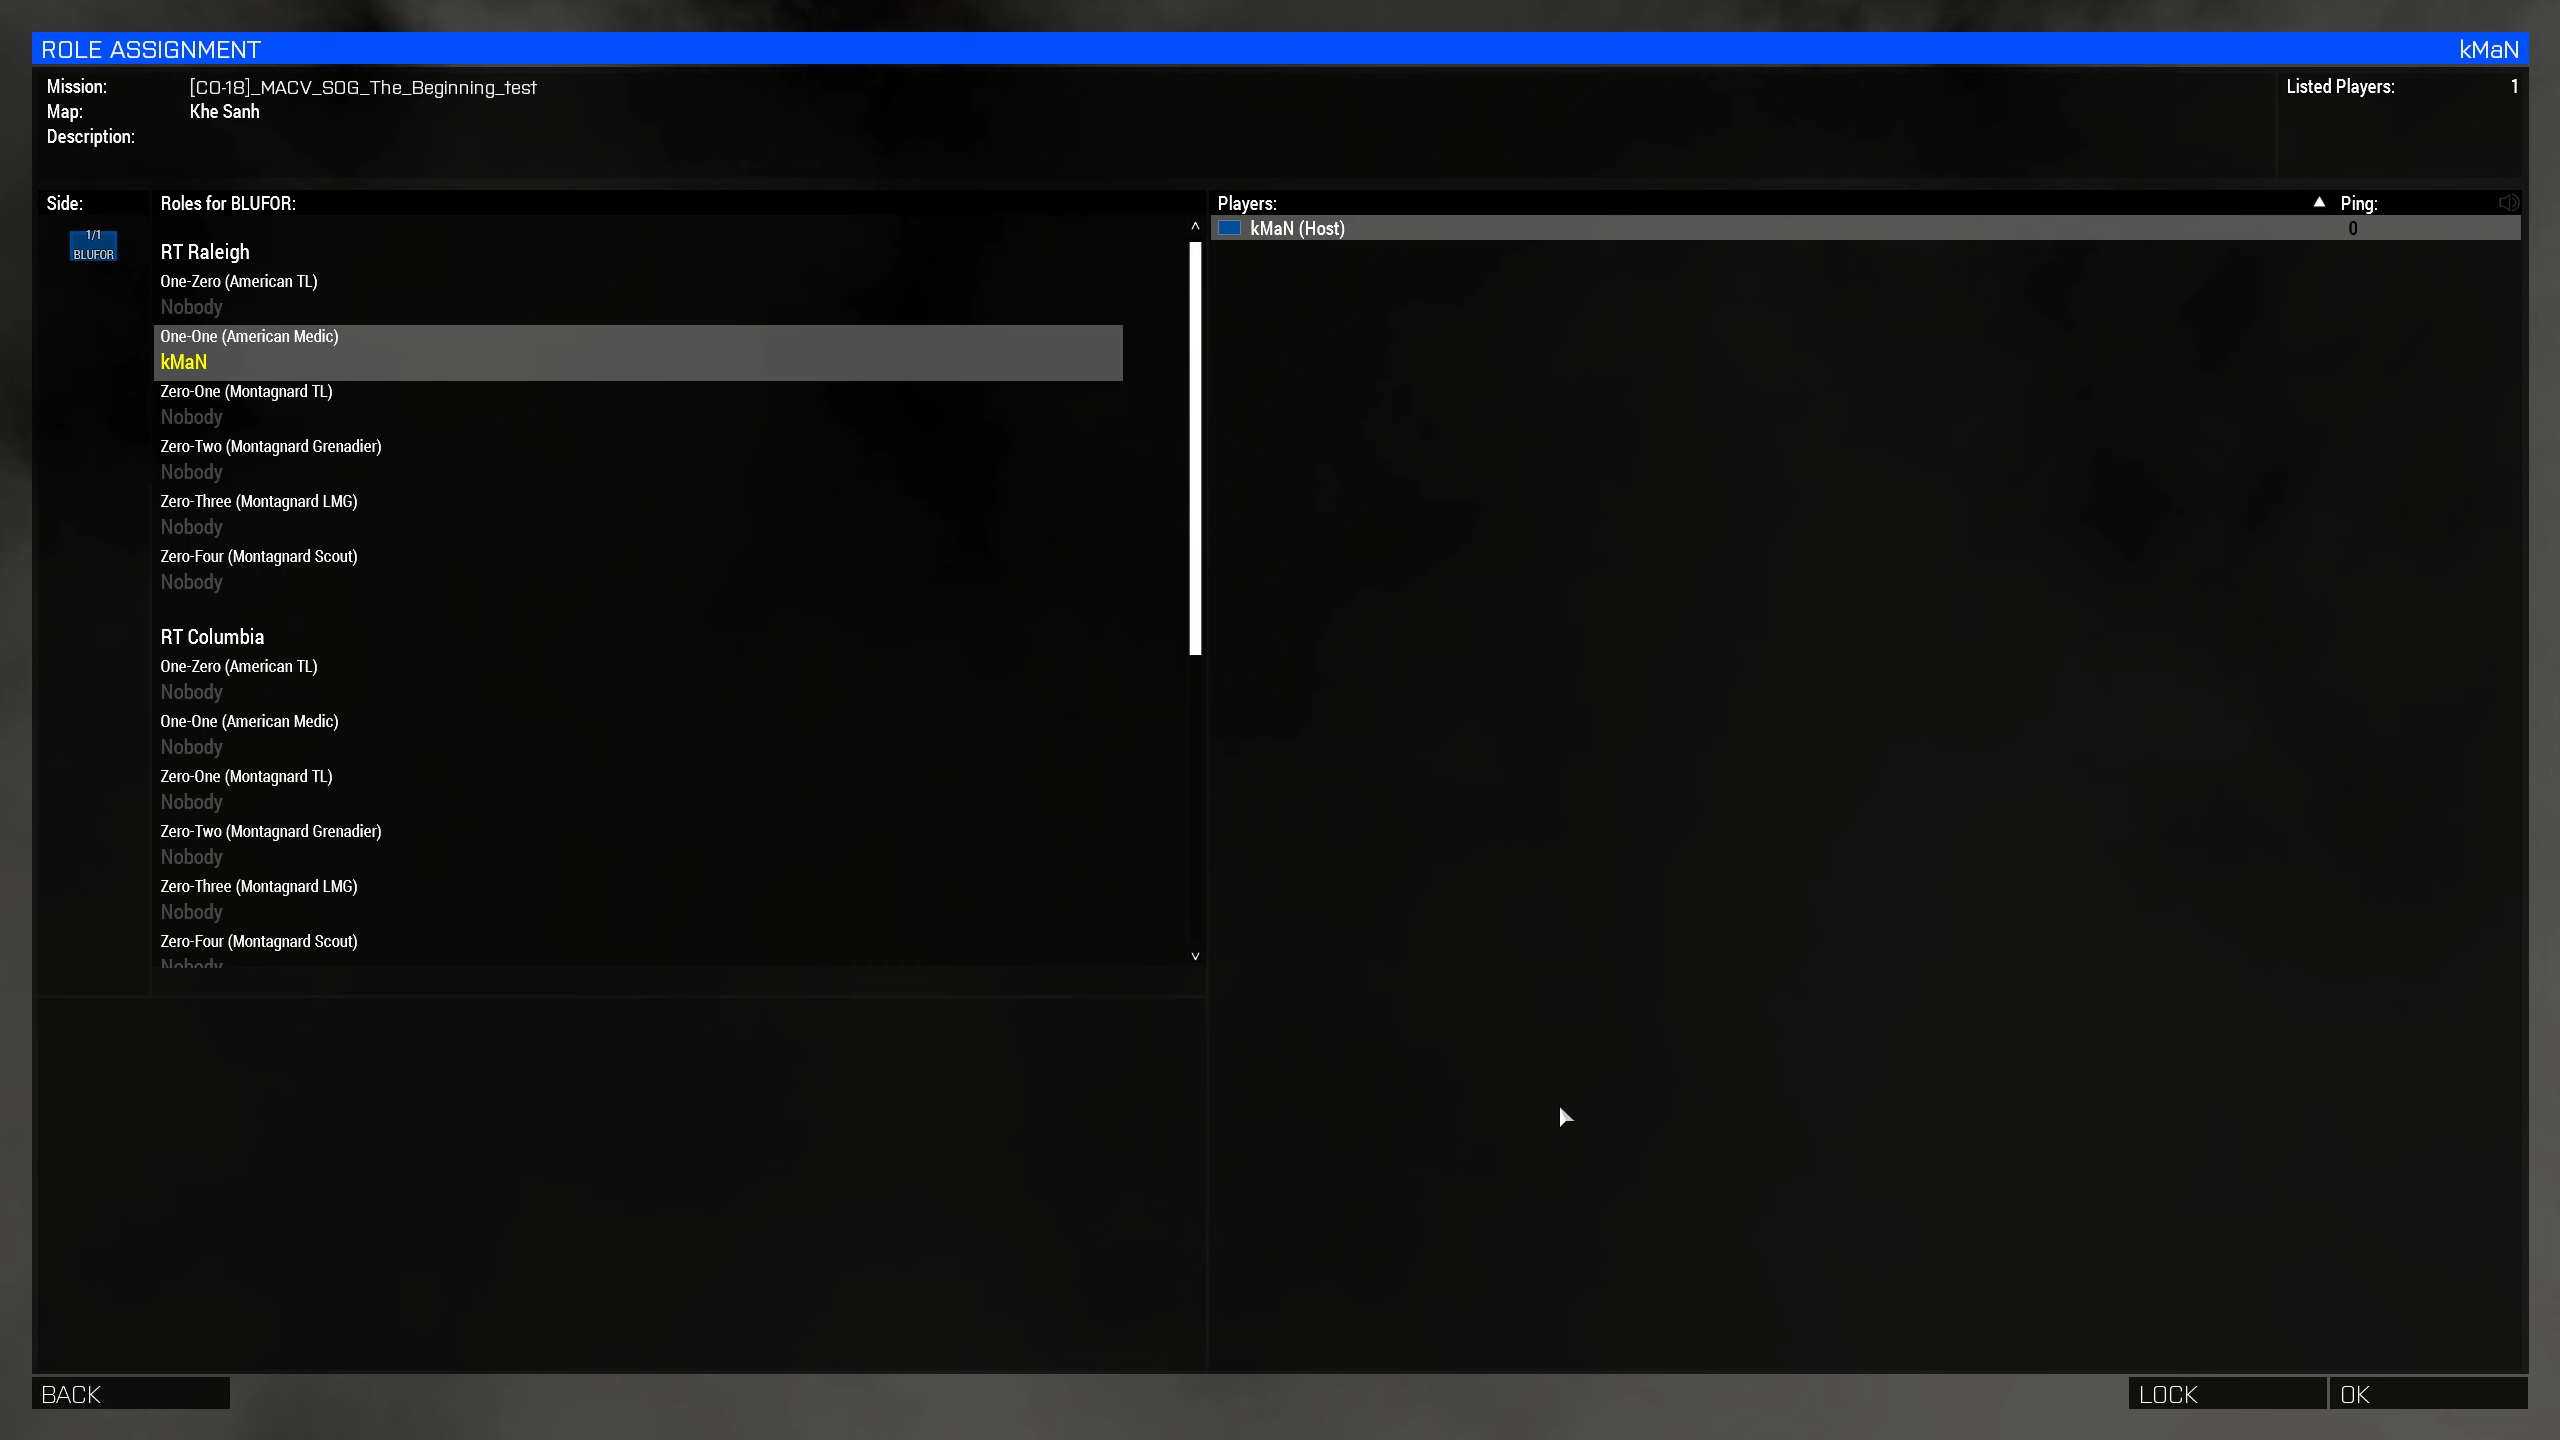 ROLE ASSIGNMENT
kMaN
Mission: [CO-18]_MACV_SOG_The_Beginning_test
Map: Khe Sanh
Description:
Listed Players: 1
Side:
1/1
BLUFOR
Roles for BLUFOR:
RT Raleigh
One-Zero (American TL)
Nobody
One-One (American Medic)
kMaN
Zero-One (Montagnard TL)
Nobody
Zero-Two (Montagnard Grenadier)
Nobody
Zero-Three (Montagnard LMG)
Nobody
Zero-Four (Montagnard Scout)
Nobody
RT Columbia
One-Zero (American TL)
Nobody
One-One (American Medic)
Nobody
Zero-One (Montagnard TL)
Nobody
Zero-Two (Montagnard Grenadier)
Nobody
Zero-Three (Montagnard LMG)
Nobody
Zero-Four (Montagnard Scout)
Nobody
Players: Ping:
kMaN (Host) 0
BACK
LOCK
OK